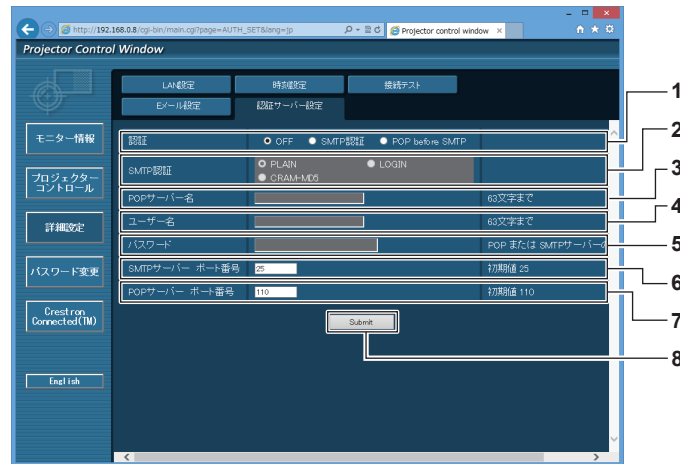 http://192.168.0.8/cgi-bin/main.cgi?page=AUTH_SET&lang=jp
Projector control window
Projector Control Window
LAN設定
時刻設定
接続テスト
Eメール設定
認証サーバー設定
モニター情報
プロジェクター
コントロール
詳細設定
パスワード変更
Crestron
Connected(TM)
English
認証
OFF SMTP認証 POP before SMTP
SMTP認証
PLAIN LOGIN
CRAM-MD5
POPサーバー名 63文字まで
ユーザー名 63文字まで
パスワード POP または SMTPサーバーの
SMTPサーバー ポート番号 25 初期値 25
POPサーバー ポート番号 110 初期値 110
Submit
1
2
3
4
5
6
7
8